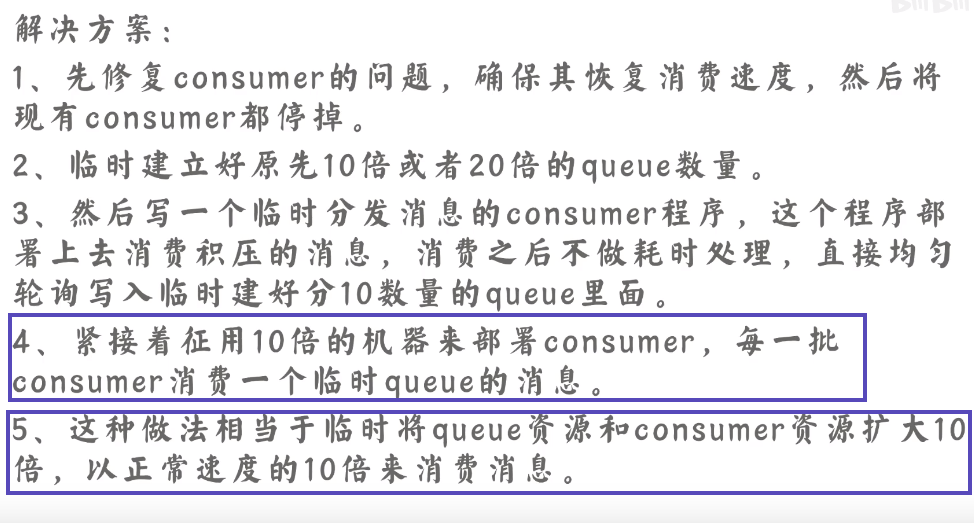 解决方案：
1、先修复consumer的问题，确保其恢复消费速度，然后将
现有consumer都停掉。
2、临时建立好原先10倍或者20倍的queue数量。
3、然后写一个临时分发消息的consumer程序，这个程序部
署上去消费积压的消息，消费之后不做耗时处理，直接均匀
轮询写入临时建好分10数量的queue里面。
4、紧接着征用10倍的机器来部署consumer，每一批
consumer消费一个临时queue的消息。
5、这种做法相当于临时将queue资源和consumer资源扩大10
倍，以正常速度的10倍来消费消息。